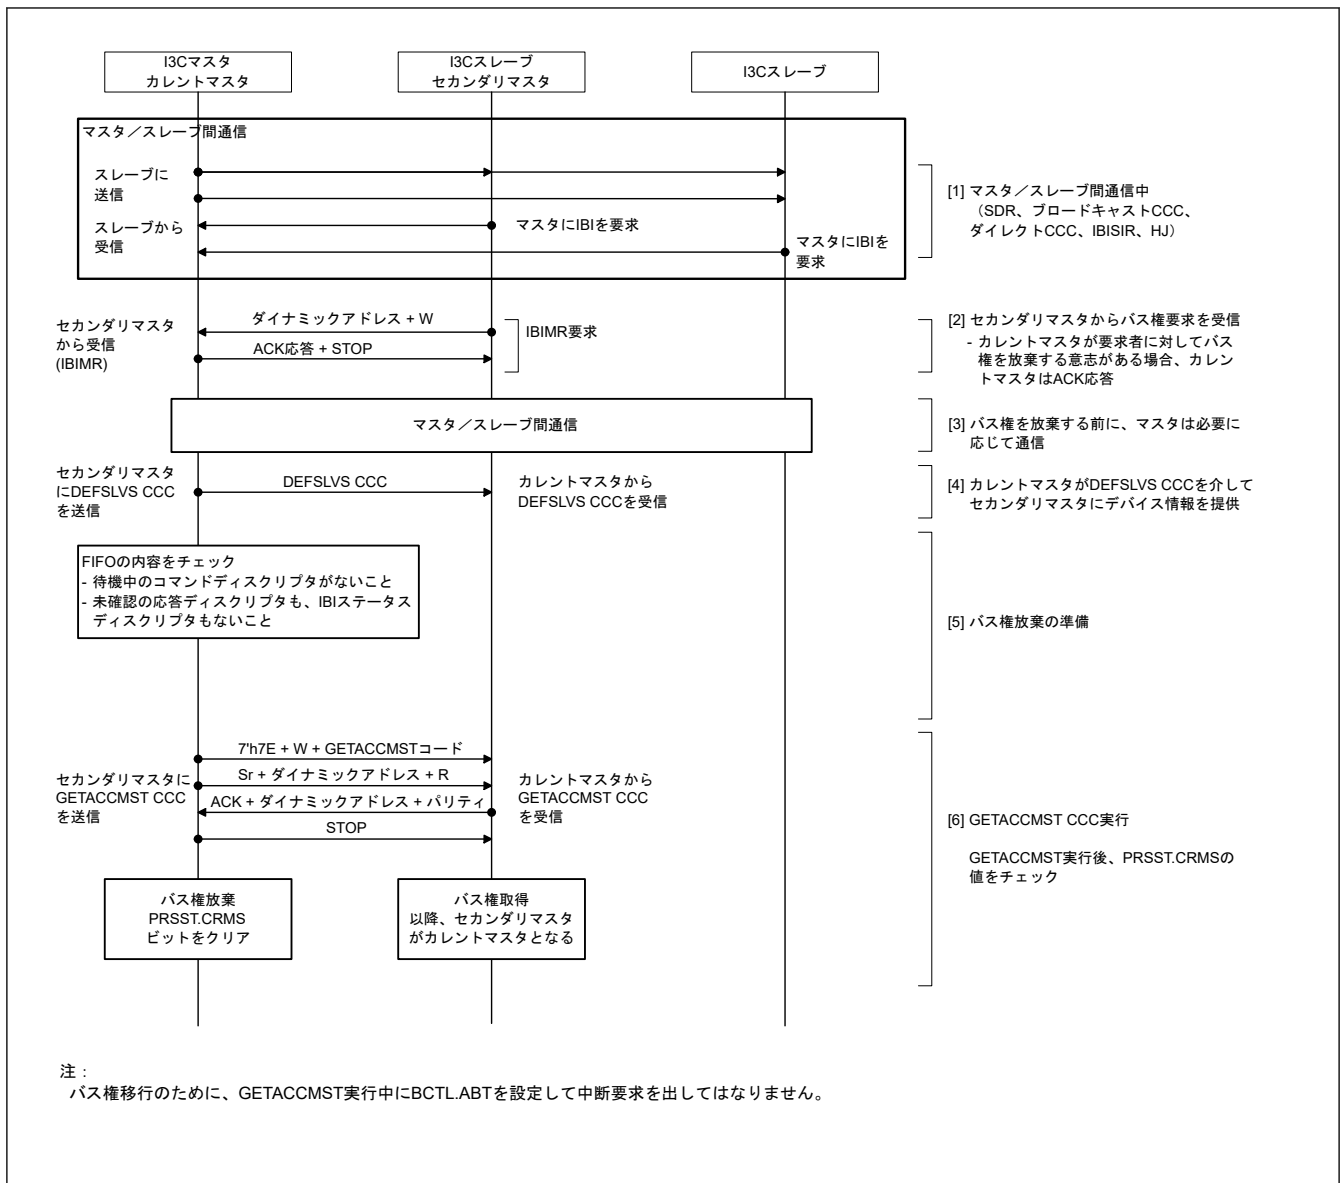 I3Cマスタ
カレントマスタ
I3Cスレーブ
セカンダリマスタ
I3Cスレーブ
マスタ／スレーブ間通信
スレーブに
送信
スレーブから
受信
マスタにIBIを要求
マスタにIBIを
要求
[1] マスタ／スレーブ間通信中
（SDR、ブロードキャストCCC、
ダイレクトCCC、IBISIR、HJ）
セカンダリマスタ
から受信
(IBIMR)
ダイナミックアドレス + W
ACK応答 + STOP
IBIMR要求
[2] セカンダリマスタからバス権要求を受信
- カレントマスタが要求者に対してバス
権を放棄する意志がある場合、カレン
トマスタはACK応答
マスタ／スレーブ間通信
[3] バス権を放棄する前に、マスタは必要に
応じて通信
セカンダリマスタ
にDEFSLVS CCC
を送信
DEFSLVS CCC
カレントマスタから
DEFSLVS CCCを受信
[4] カレントマスタがDEFSLVS CCCを介して
セカンダリマスタにデバイス情報を提供
FIFOの内容をチェック
- 待機中のコマンドディスクリプタがないこと
- 未確認の応答ディスクリプタも、IBIステータス
ディスクリプタもないこと
[5] バス権放棄の準備
7'h7E + W + GETACCMSTコード
Sr + ダイナミックアドレス + R
ACK + ダイナミックアドレス + パリティ
STOP
セカンダリマスタに
GETACCMST CCC
を送信
カレントマスタから
GETACCMST CCC
を受信
[6] GETACCMST CCC実行
GETACCMST実行後、PRSST.CRMSの
値をチェック
バス権放棄
PRSST.CRMS
ビットをクリア
バス権取得
以降、セカンダリマスタ
がカレントマスタとなる
注：
バス権移行のために、GETACCMST実行中にBCTL.ABTを設定して中断要求を出してはなりません。